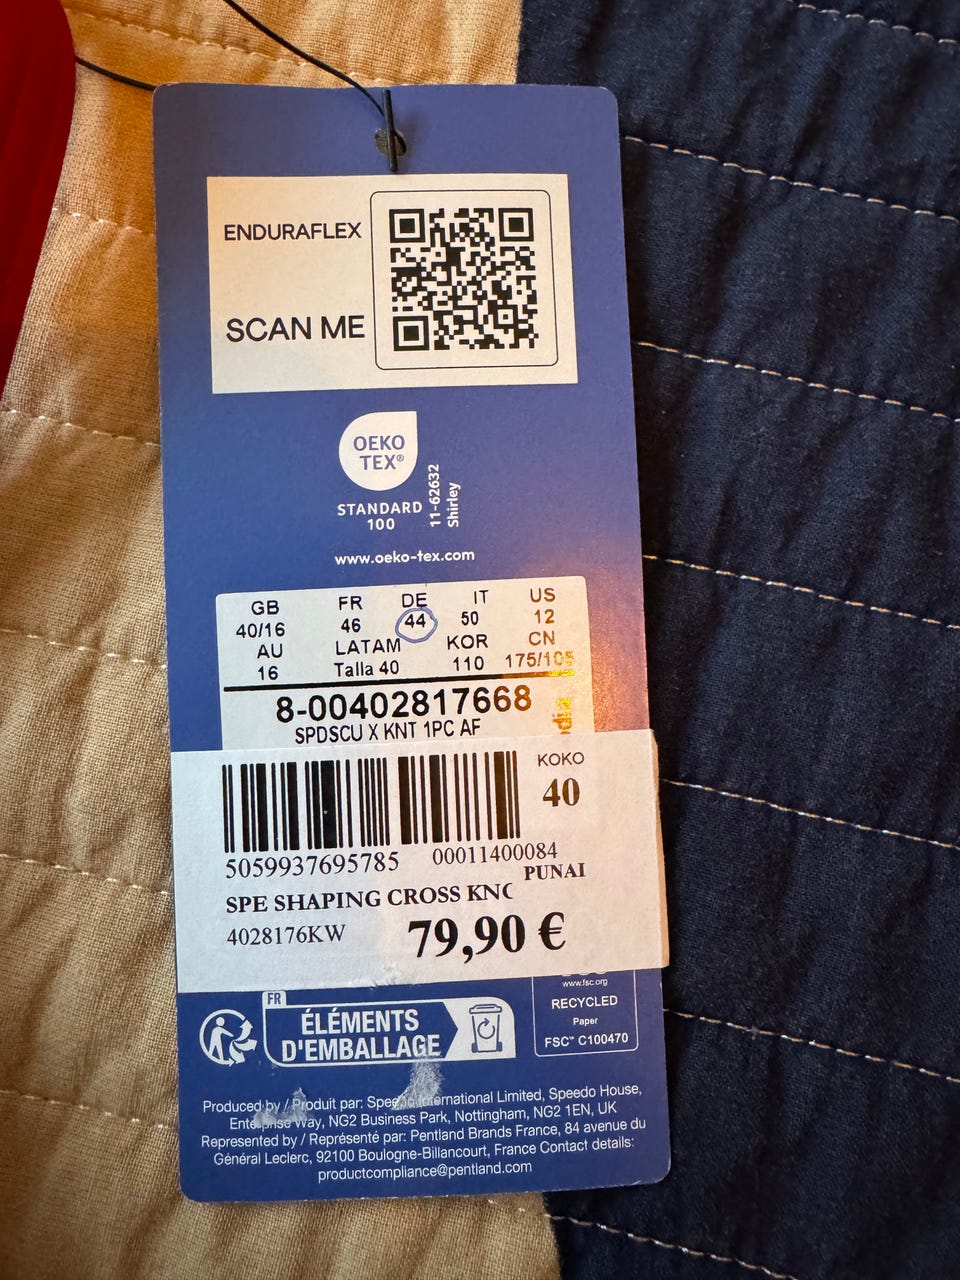 ENDURAFLEX
SCAN ME
OEKO
TEX®
STANDARD
100
11-62632
Shirley
www.oeko-tex.com
GB FR DE IT US
40/16 46 44 50 12
AU LATAM KOR CN
16 Talla 40 110 175/105
8-00402817668
SPDSCU X KNT 1PC AF
KOKO
40
5059937695785 00011400084
PUNAI
SPE SHAPING CROSS KNC
4028176KW 79,90 €
www.fsc.org
RECYCLED
Paper
FSC™ C100470
FR
ÉLÉMENTS
D'EMBALLAGE
Produced by / Produit par: Speedo International Limited, Speedo House,
Enterprise Way, NG2 Business Park, Nottingham, NG2 1EN, UK
Represented by / Représenté par: Pentland Brands France, 84 avenue du
Général Leclerc, 92100 Boulogne-Billancourt, France Contact details:
productcompliance@pentland.com